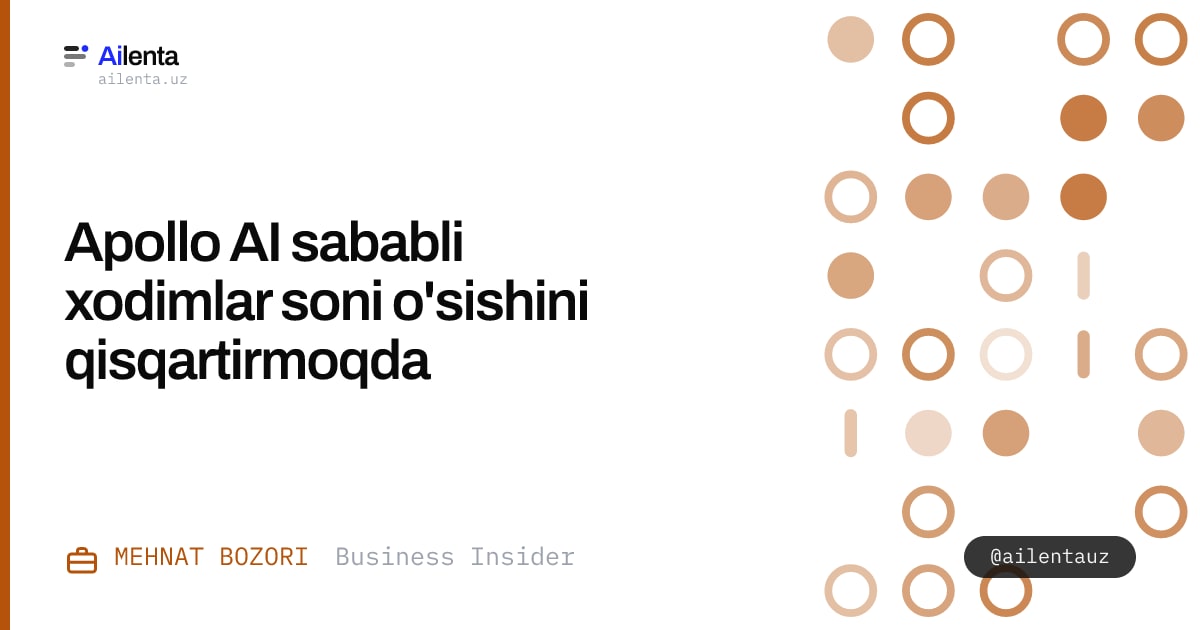 Ailenta
ailenta.uz
Apollo AI sababli
xodimlar soni o'sishini
qisqartirmoqda
MEHNAT BOZORI Business Insider
@ailentauz